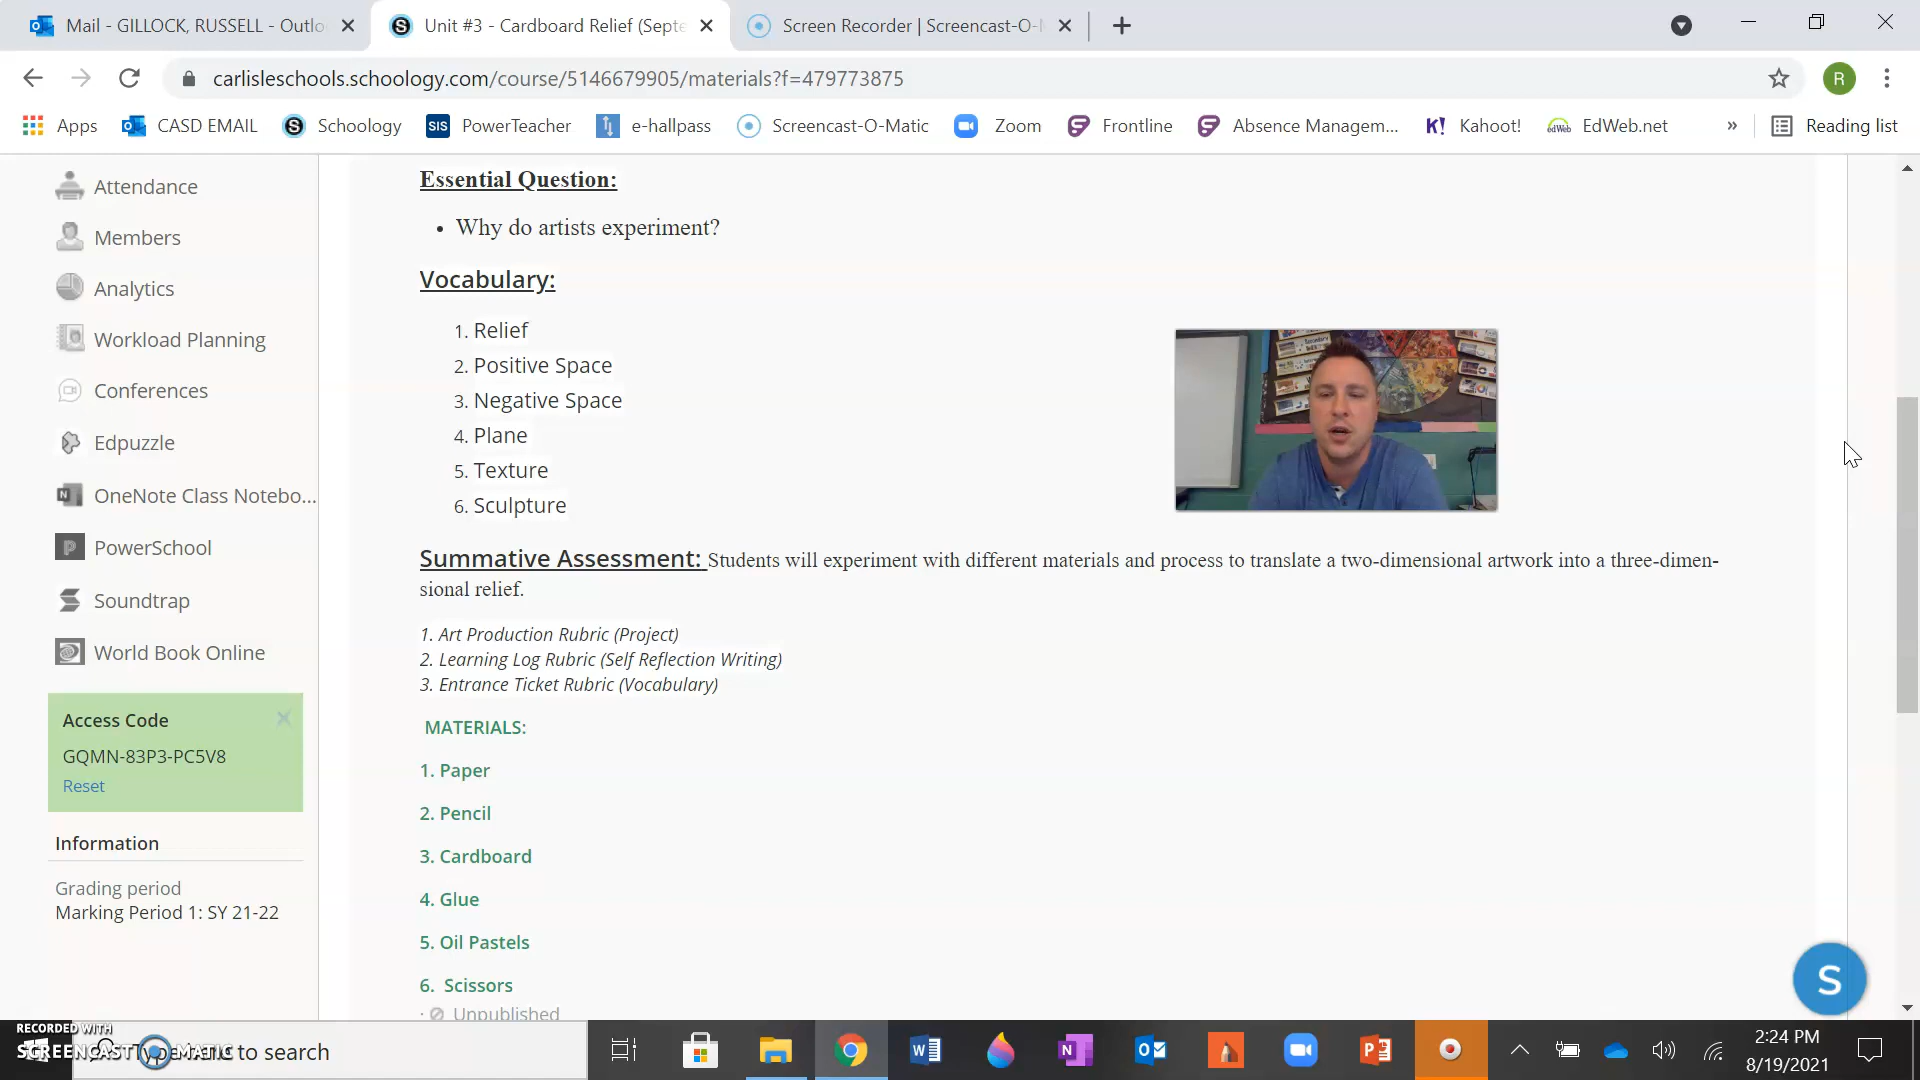 Mail - GILLOCK, RUSSELL - Outlo
Unit #3 - Cardboard Relief (Septe
Screen Recorder | Screencast-O-
carlisleschools.schoology.com/course/5146679905/materials?f=479773875
R
Apps
CASD EMAIL
Schoology
SIS
PowerTeacher
e-hallpass
Screencast-O-Matic
Zoom
Frontline
Absence Managem...
K!
Kahoot!
edWeb
EdWeb.net
»
Reading list
Attendance
Members
Analytics
Workload Planning
Conferences
Edpuzzle
OneNote Class Notebo...
PowerSchool
Soundtrap
World Book Online
Access Code
GQMN-83P3-PC5V8
Reset
Information
Grading period
Marking Period 1: SY 21-22
Essential Question:
• Why do artists experiment?
Vocabulary:
1. Relief
2. Positive Space
3. Negative Space
4. Plane
5. Texture
6. Sculpture
Summative Assessment: Students will experiment with different materials and process to translate a two-dimensional artwork into a three-dimen-
sional relief.
1. Art Production Rubric (Project)
2. Learning Log Rubric (Self Reflection Writing)
3. Entrance Ticket Rubric (Vocabulary)
MATERIALS:
1. Paper
2. Pencil
3. Cardboard
4. Glue
5. Oil Pastels
6. Scissors
· Unpublished
S
RECORDED WITH
SCREENCAST MATIC
Type here to search
2:24 PM
8/19/2021